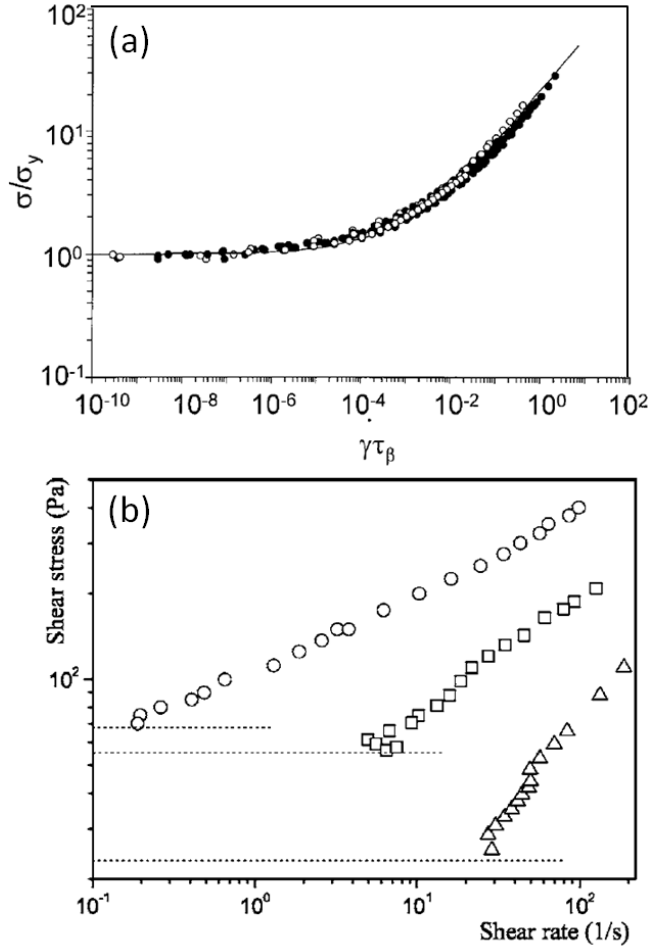 (a)
σ/σy
10²
10¹
10⁰
10⁻¹
10⁻¹⁰ 10⁻⁸ 10⁻⁶ 10⁻⁴ 10⁻² 10⁰ 10²
γ̇τβ
(b)
Shear stress (Pa)
10²
10⁻¹ 10⁰ 10¹ 10²
Shear rate (1/s)